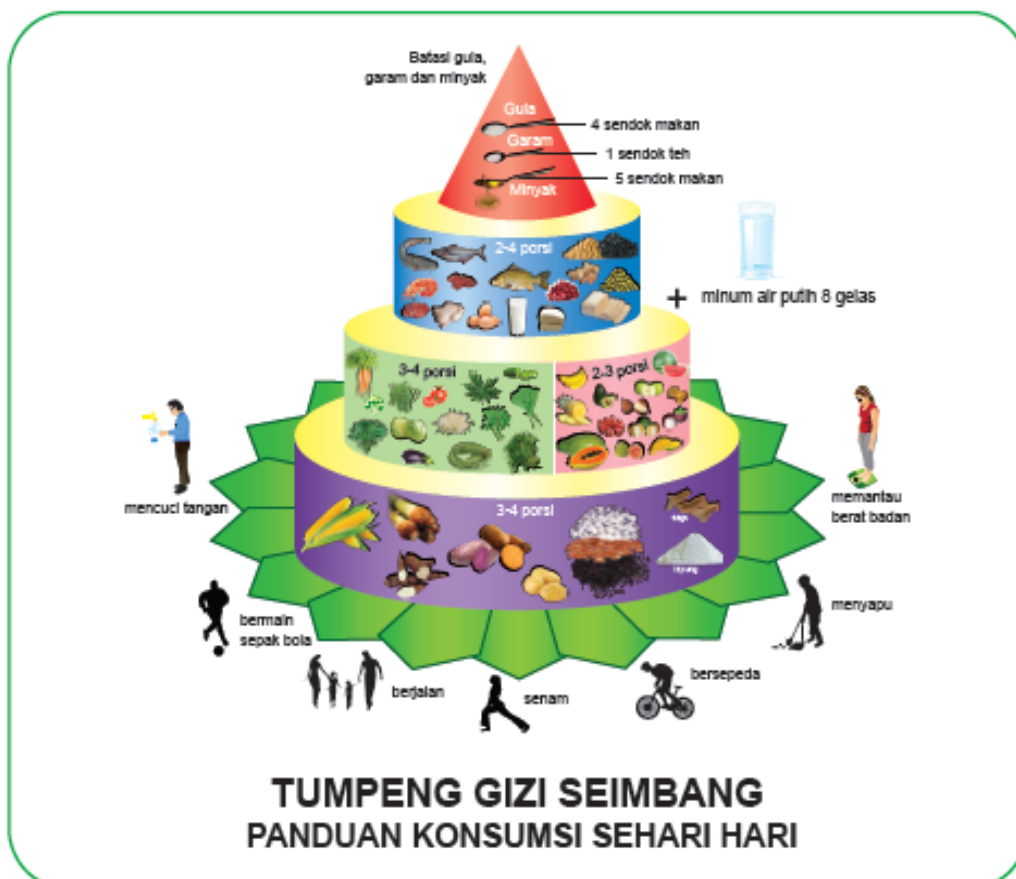 Batasi gula,
garam dan minyak
Gula
4 sendok makan
Garam
1 sendok teh
5 sendok makan
Minyak
2-4 porsi
+ minum air putih 8 gelas
3-4 porsi
2-3 porsi
mencuci tangan
memantau
berat badan
3-4 porsi
bermain
sepak bola
menyapu
berjalan
senam
bersepeda
TUMPENG GIZI SEIMBANG
PANDUAN KONSUMSI SEHARI HARI